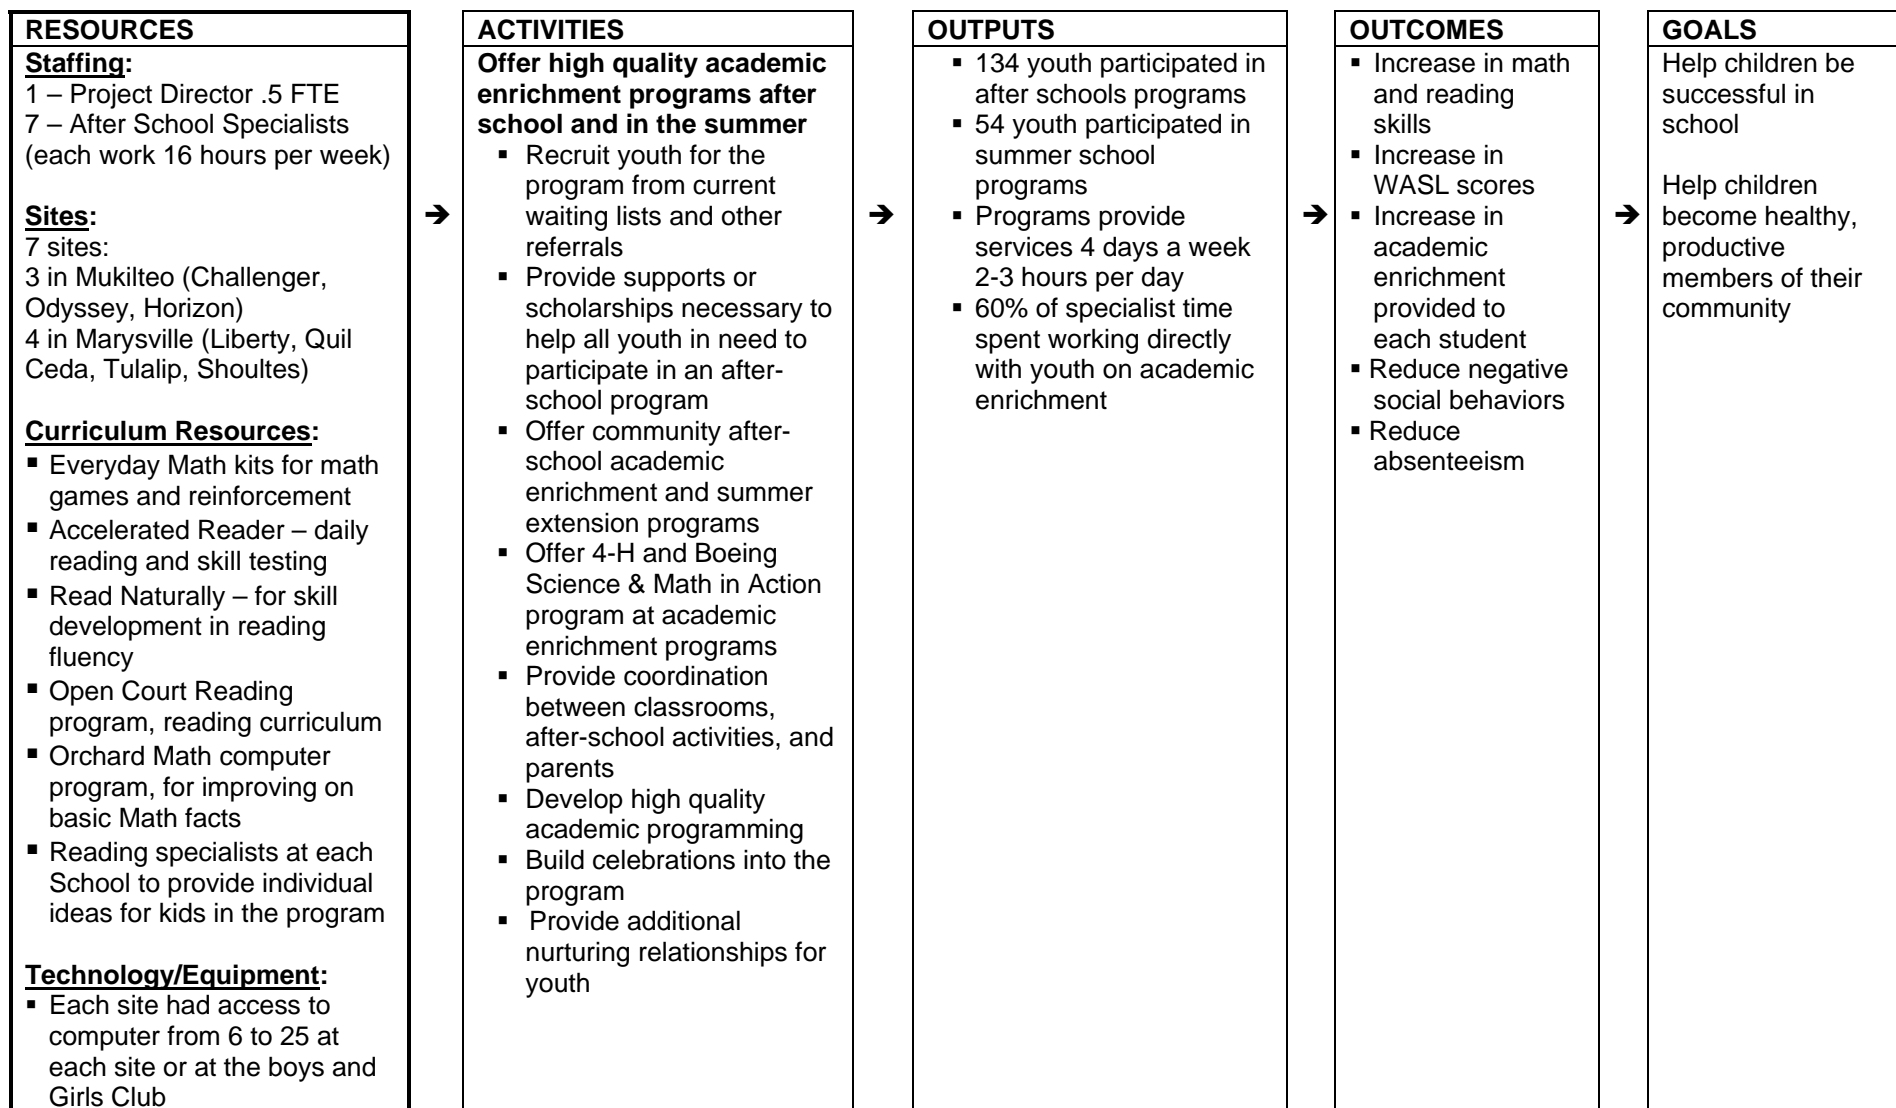 RESOURCES
Staffing:
1 – Project Director .5 FTE
7 – After School Specialists
(each work 16 hours per week)
Sites:
7 sites:
3 in Mukilteo (Challenger,
Odyssey, Horizon)
4 in Marysville (Liberty, Quil
Ceda, Tulalip, Shoultes)
Curriculum Resources:
▪ Everyday Math kits for math
games and reinforcement
▪ Accelerated Reader – daily
reading and skill testing
▪ Read Naturally – for skill
development in reading
fluency
▪ Open Court Reading
program, reading curriculum
▪ Orchard Math computer
program, for improving on
basic Math facts
▪ Reading specialists at each
School to provide individual
ideas for kids in the program
Technology/Equipment:
▪ Each site had access to
computer from 6 to 25 at
each site or at the boys and
Girls Club
➔
ACTIVITIES
Offer high quality academic
enrichment programs after
school and in the summer
▪ Recruit youth for the
program from current
waiting lists and other
referrals
▪ Provide supports or
scholarships necessary to
help all youth in need to
participate in an after-
school program
▪ Offer community after-
school academic
enrichment and summer
extension programs
▪ Offer 4-H and Boeing
Science & Math in Action
program at academic
enrichment programs
▪ Provide coordination
between classrooms,
after-school activities, and
parents
▪ Develop high quality
academic programming
▪ Build celebrations into the
program
▪ Provide additional
nurturing relationships for
youth
➔
OUTPUTS
▪ 134 youth participated in
after schools programs
▪ 54 youth participated in
summer school
programs
▪ Programs provide
services 4 days a week
2-3 hours per day
▪ 60% of specialist time
spent working directly
with youth on academic
enrichment
➔
OUTCOMES
▪ Increase in math
and reading
skills
▪ Increase in
WASL scores
▪ Increase in
academic
enrichment
provided to
each student
▪ Reduce negative
social behaviors
▪ Reduce
absenteeism
➔
GOALS
Help children be
successful in
school
Help children
become healthy,
productive
members of their
community